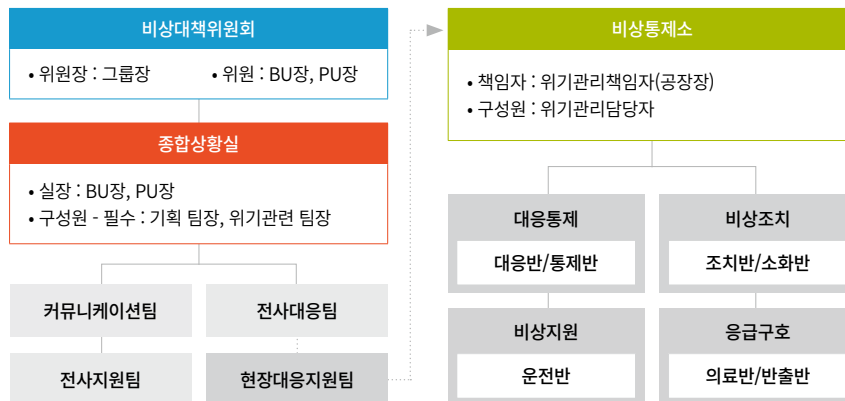 비상대책위원회
• 위원장 : 그룹장 • 위원 : BU장, PU장
종합상황실
• 실장 : BU장, PU장
• 구성원 - 필수 : 기획 팀장, 위기관련 팀장
커뮤니케이션팀
전사대응팀
전사지원팀
현장대응지원팀
비상통제소
• 책임자 : 위기관리책임자(공장장)
• 구성원 : 위기관리담당자
대응통제
대응반/통제반
비상조치
조치반/소화반
비상지원
운전반
응급구호
의료반/반출반